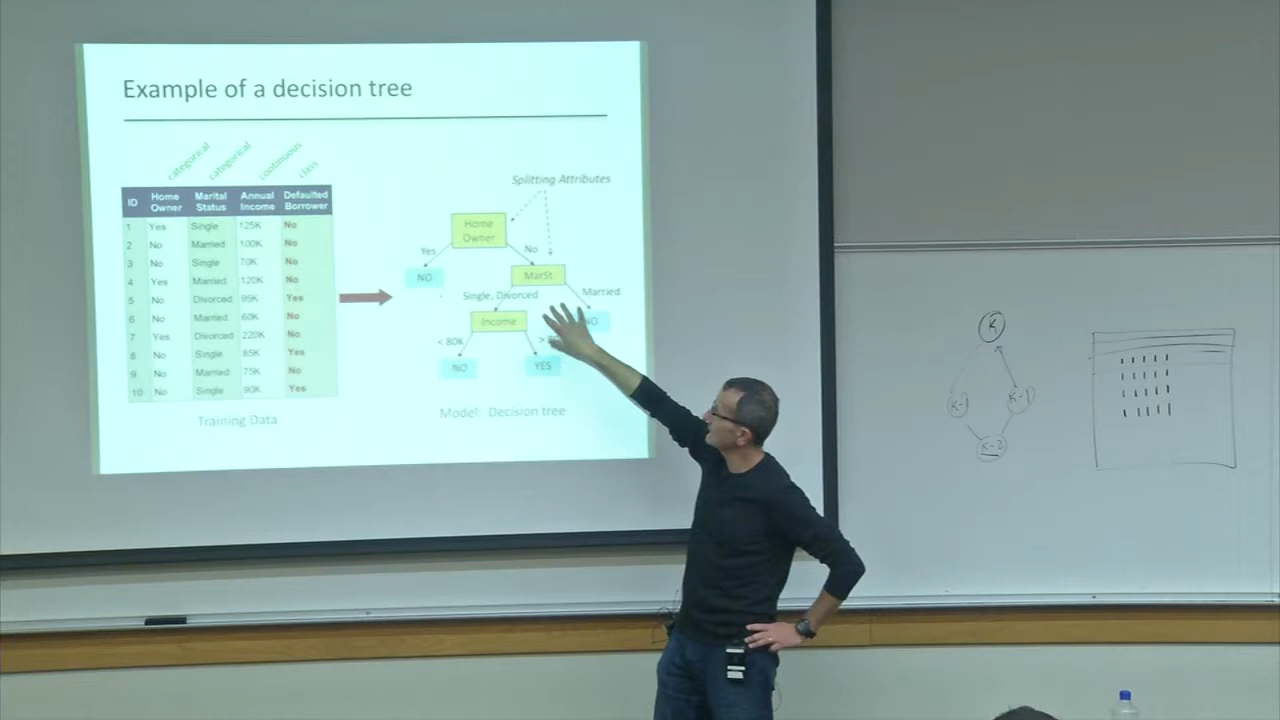 Example of a decision tree
categorical categorical continuous class
ID Home Owner Marital Status Annual Income Defaulted Borrower
1 Yes Single 125K No
2 No Married 100K No
3 No Single 70K No
4 Yes Married 120K No
5 No Divorced 95K Yes
6 No Married 60K No
7 Yes Divorced 220K No
8 No Single 85K Yes
9 No Married 75K No
10 No Single 90K Yes
Training Data
Splitting Attributes
Home
Owner
Yes No
NO MarSt
Single, Divorced Married
Income NO
< 80K >
NO YES
Model: Decision tree
K
K-1 K-1
K-2